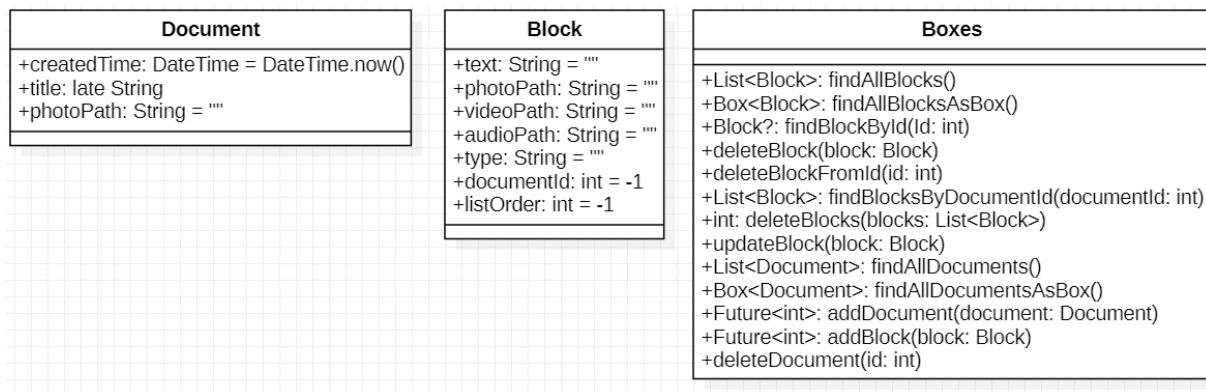 Document
+createdTime: DateTime = DateTime.now()
+title: late String
+photoPath: String = ""
Block
+text: String = ""
+photoPath: String = ""
+videoPath: String = ""
+audioPath: String = ""
+type: String = ""
+documentId: int = -1
+listOrder: int = -1
Boxes
+List<Block>: findAllBlocks()
+Box<Block>: findAllBlocksAsBox()
+Block?: findBlockById(Id: int)
+deleteBlock(block: Block)
+deleteBlockFromId(id: int)
+List<Block>: findBlocksByDocumentId(documentId: int)
+int: deleteBlocks(blocks: List<Block>)
+updateBlock(block: Block)
+List<Document>: findAllDocuments()
+Box<Document>: findAllDocumentsAsBox()
+Future<int>: addDocument(document: Document)
+Future<int>: addBlock(block: Block)
+deleteDocument(id: int)